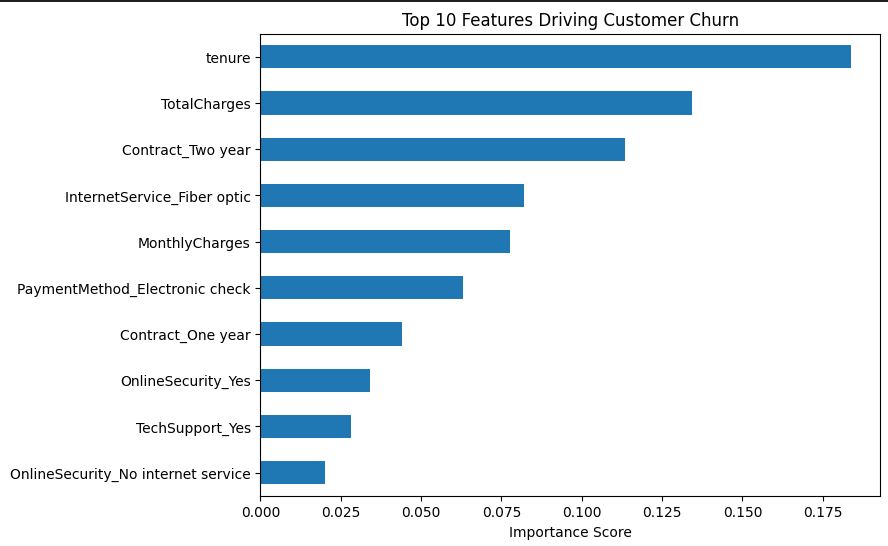 Top 10 Features Driving Customer Churn
tenure
TotalCharges
Contract_Two year
InternetService_Fiber optic
MonthlyCharges
PaymentMethod_Electronic check
Contract_One year
OnlineSecurity_Yes
TechSupport_Yes
OnlineSecurity_No internet service
0.000 0.025 0.050 0.075 0.100 0.125 0.150 0.175
Importance Score